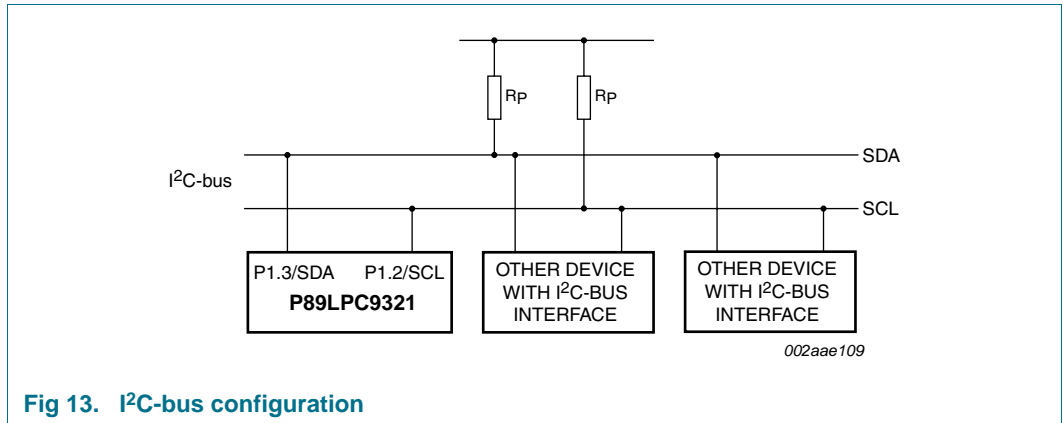 RP RP
SDA
I2C-bus
SCL
P1.3/SDA P1.2/SCL
P89LPC9321
OTHER DEVICE
WITH I2C-BUS
INTERFACE
OTHER DEVICE
WITH I2C-BUS
INTERFACE
002aae109
Fig 13. I2C-bus configuration